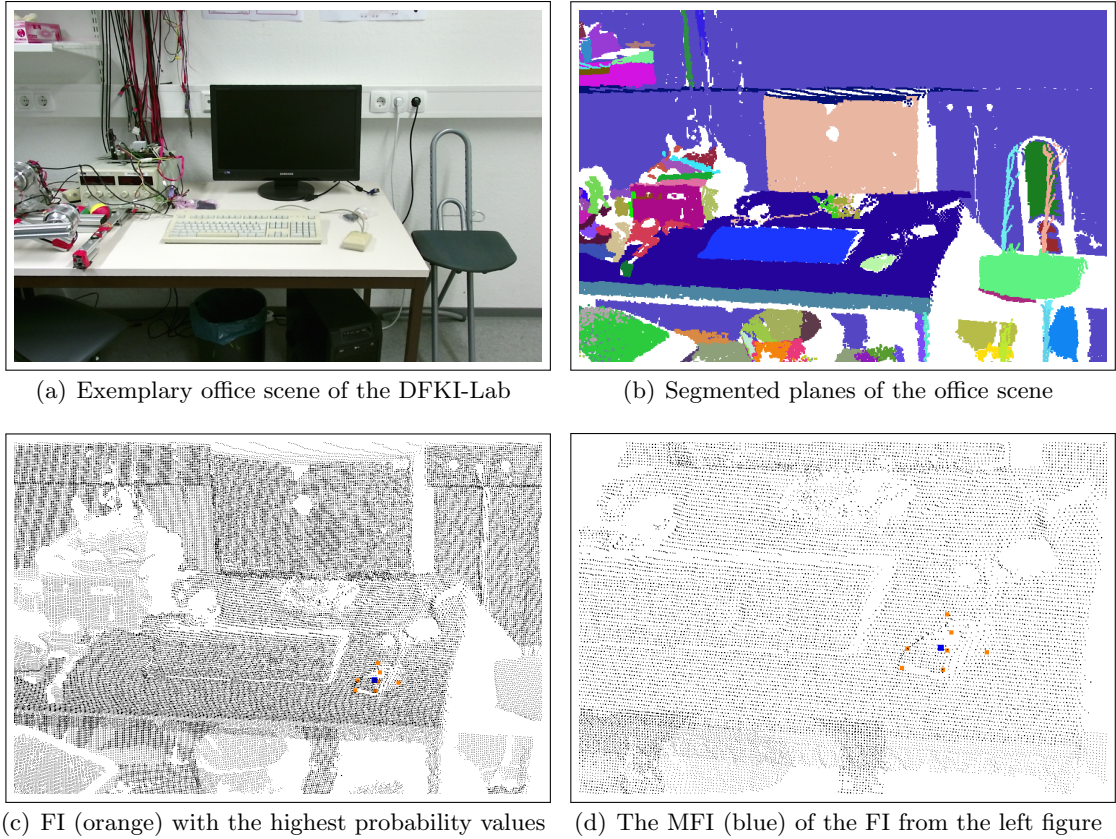 SAMSUNG
(a) Exemplary office scene of the DFKI-Lab
(b) Segmented planes of the office scene
(c) FI (orange) with the highest probability values
(d) The MFI (blue) of the FI from the left figure